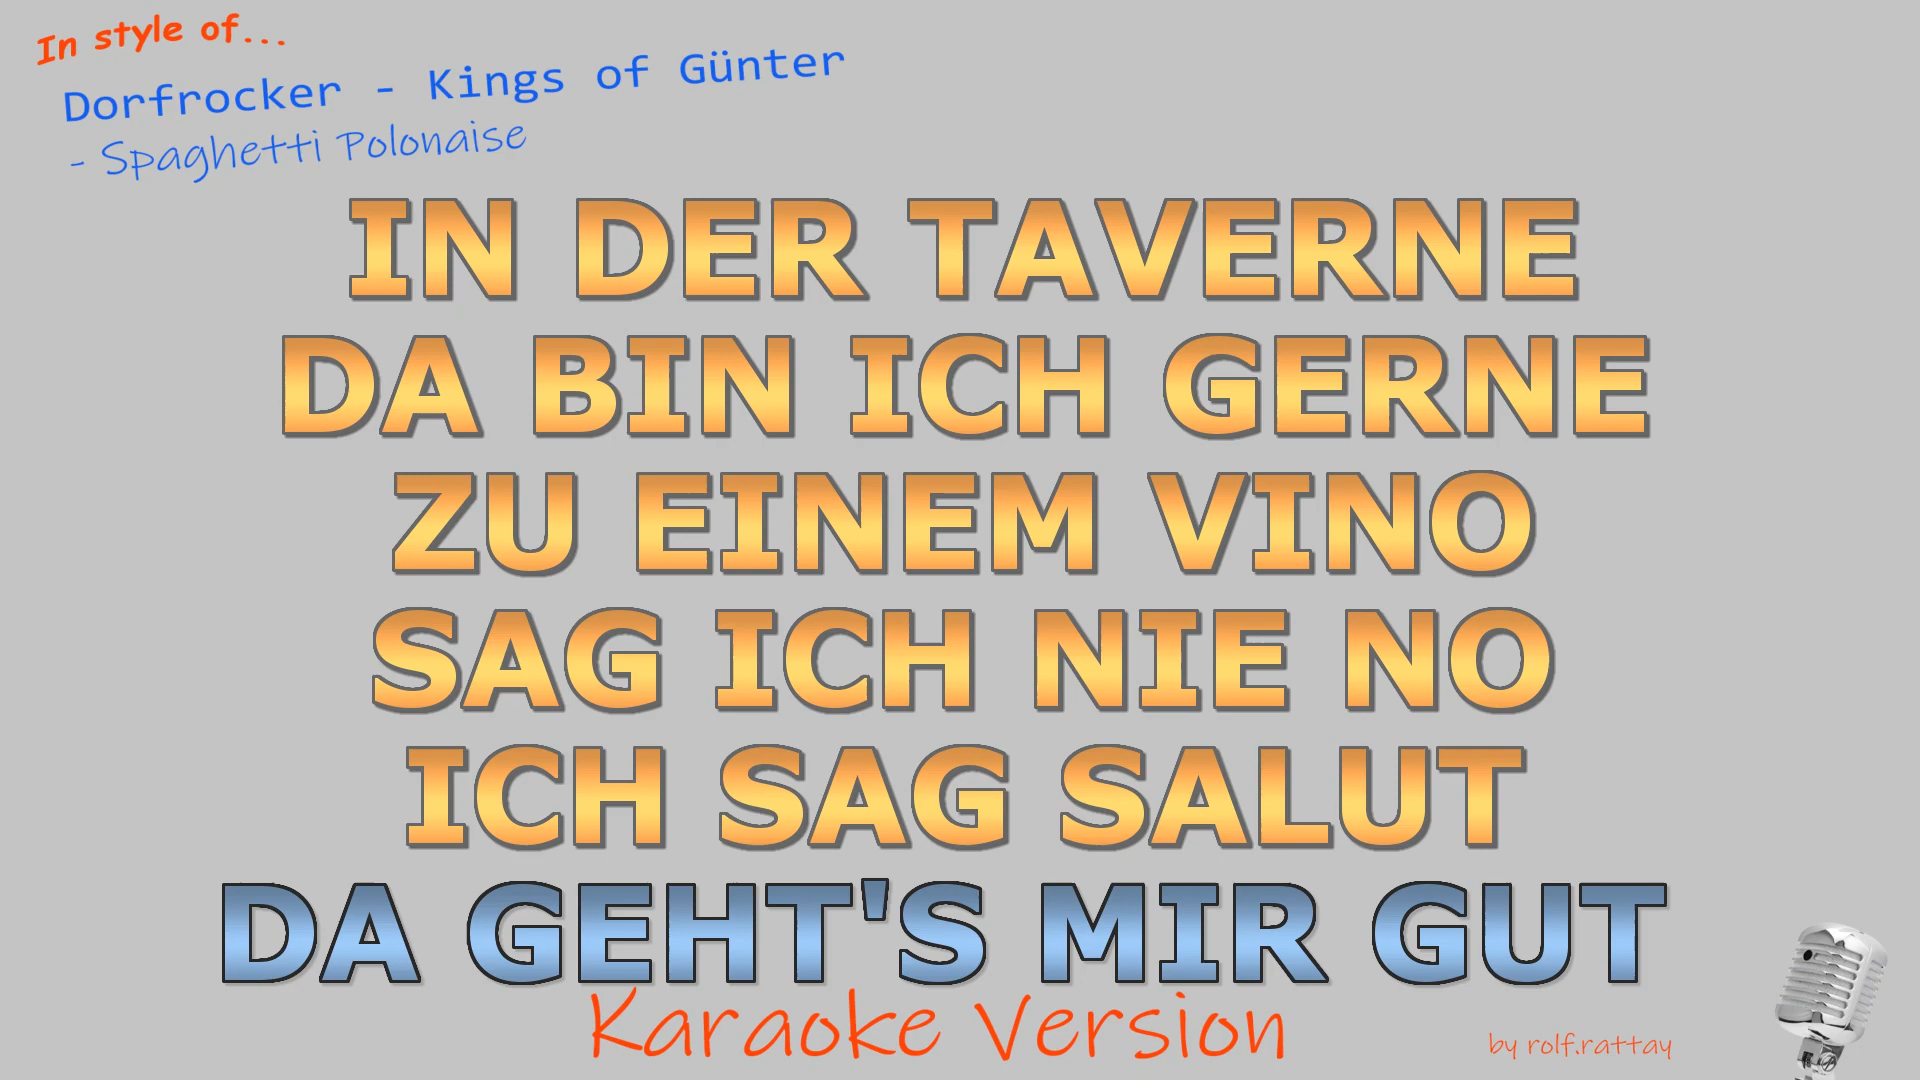 In style of...
Dorfrocker - Kings of Günter
- Spaghetti Polonaise
IN DER TAVERNE
DA BIN ICH GERNE
ZU EINEM VINO
SAG ICH NIE NO
ICH SAG SALUT
DA GEHT'S MIR GUT
Karaoke Version
by rolf.rattay